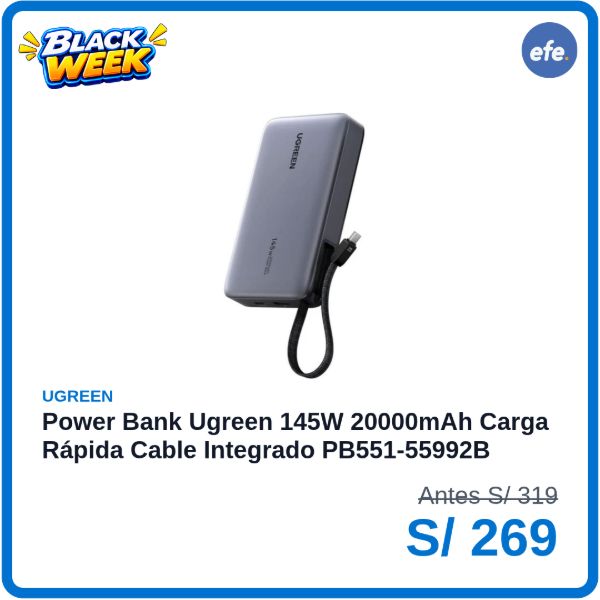 BLACK
WEEK
efe.
UGREEN
145W
UGREEN
Power Bank Ugreen 145W 20000mAh Carga
Rápida Cable Integrado PB551-55992B
Antes S/ 319
S/ 269